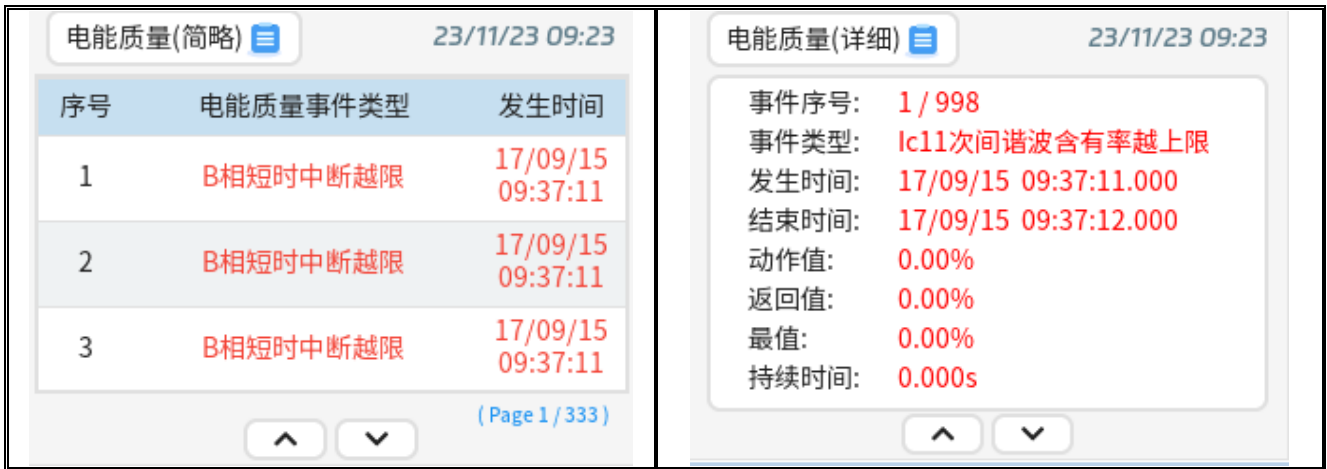 电能质量(简略) 23/11/23 09:23
序号 电能质量事件类型 发生时间
1 B相短时中断越限 17/09/15
09:37:11
2 B相短时中断越限 17/09/15
09:37:11
3 B相短时中断越限 17/09/15
09:37:11
( Page 1 / 333 )
电能质量(详细) 23/11/23 09:23
事件序号: 1 / 998
事件类型: Ic11次间谐波含有率越上限
发生时间: 17/09/15 09:37:11.000
结束时间: 17/09/15 09:37:12.000
动作值: 0.00%
返回值: 0.00%
最值: 0.00%
持续时间: 0.000s